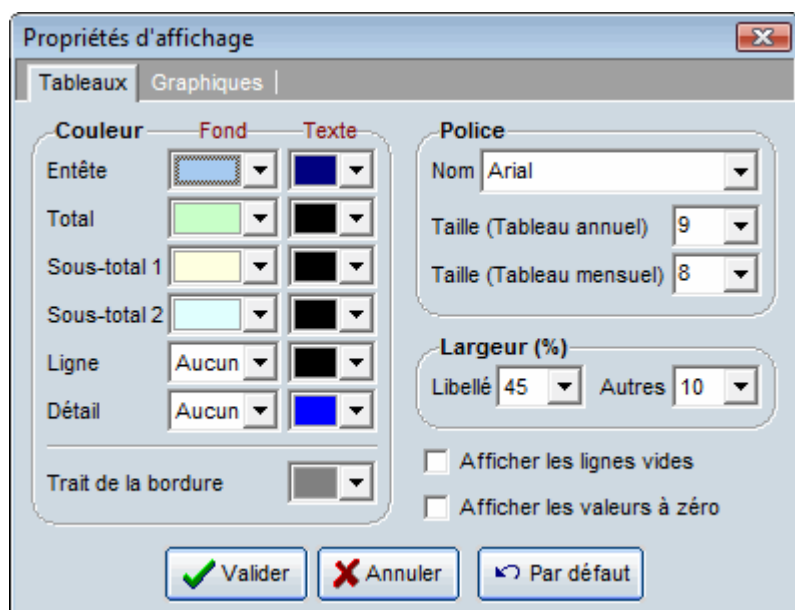 Propriétés d'affichage
Tableaux Graphiques
Couleur Fond Texte
Entête
Total
Sous-total 1
Sous-total 2
Ligne Aucun
Détail Aucun
Trait de la bordure
Police
Nom Arial
Taille (Tableau annuel) 9
Taille (Tableau mensuel) 8
Largeur (%)
Libellé 45 Autres 10
Afficher les lignes vides
Afficher les valeurs à zéro
Valider Annuler Par défaut